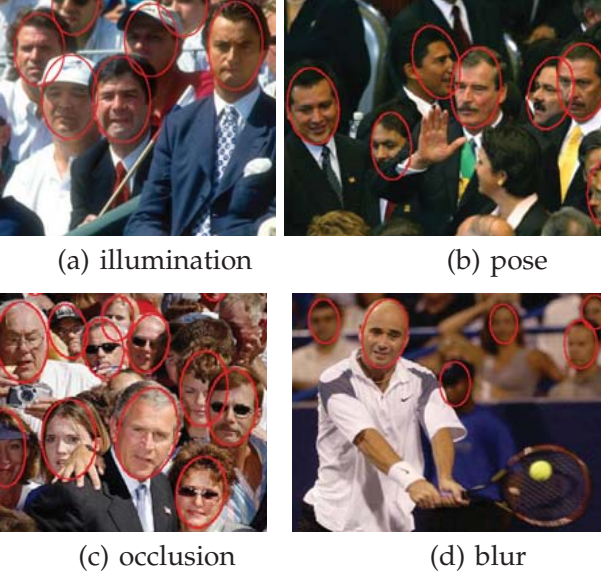 (a) illumination
(b) pose
(c) occlusion
(d) blur